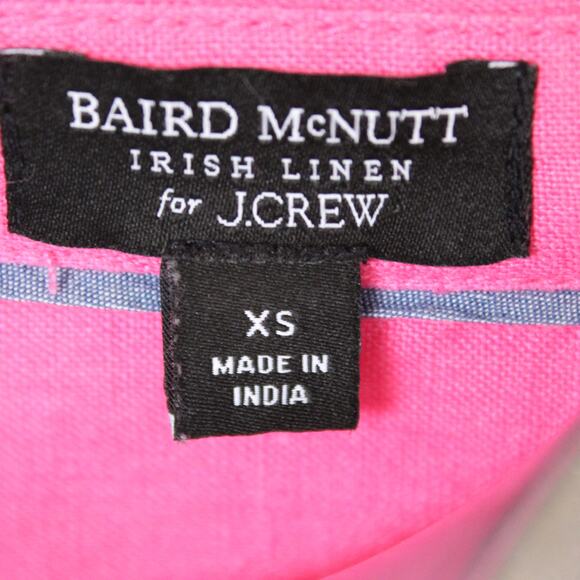 BAIRD McNUTT
IRISH LINEN
for J.CREW
XS
MADE IN
INDIA